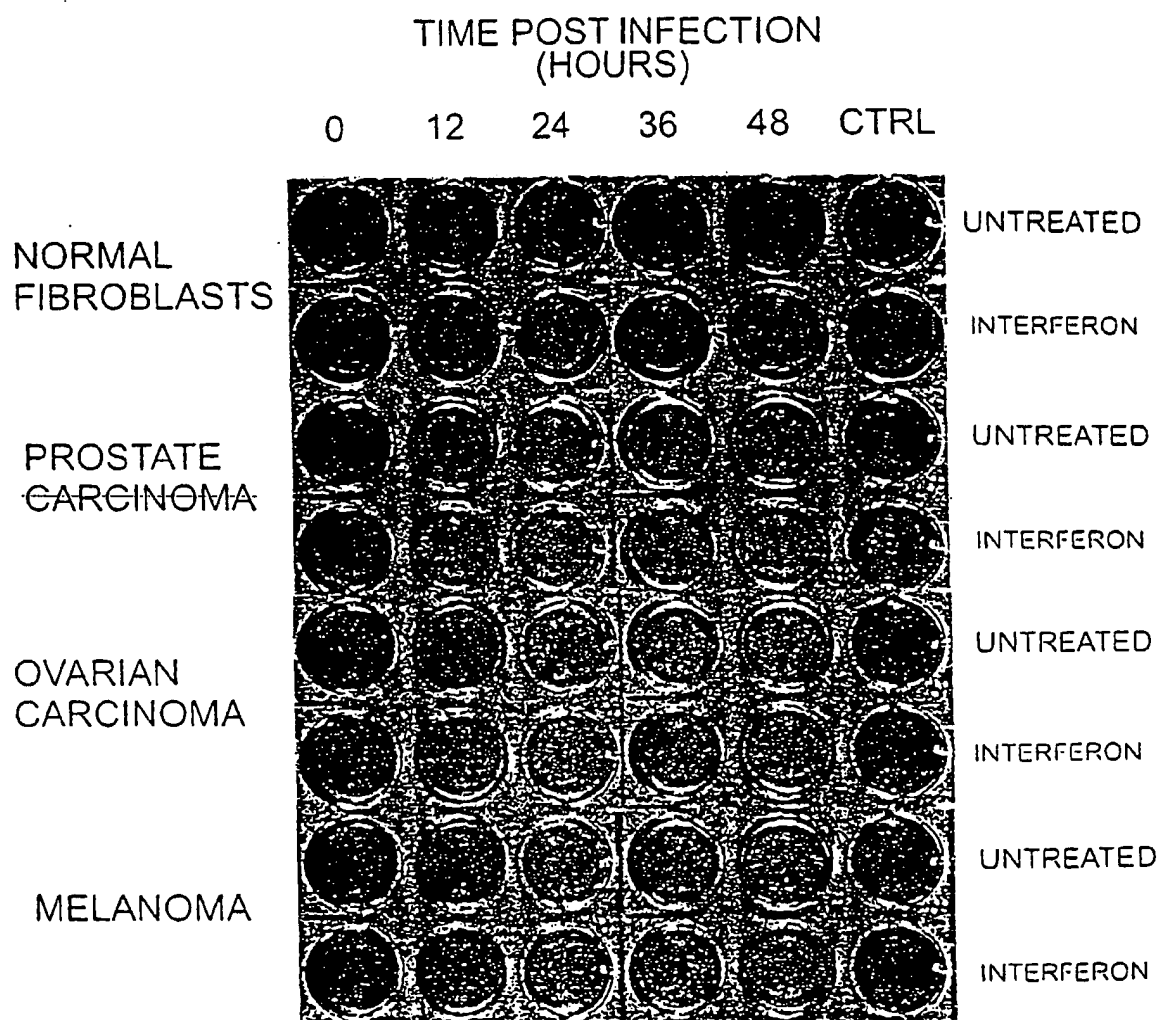 TIME POST INFECTION
(HOURS)
0 12 24 36 48 CTRL
UNTREATED
NORMAL
FIBROBLASTS
INTERFERON
UNTREATED
PROSTATE
CARCINOMA
INTERFERON
UNTREATED
OVARIAN
CARCINOMA
INTERFERON
UNTREATED
MELANOMA
INTERFERON